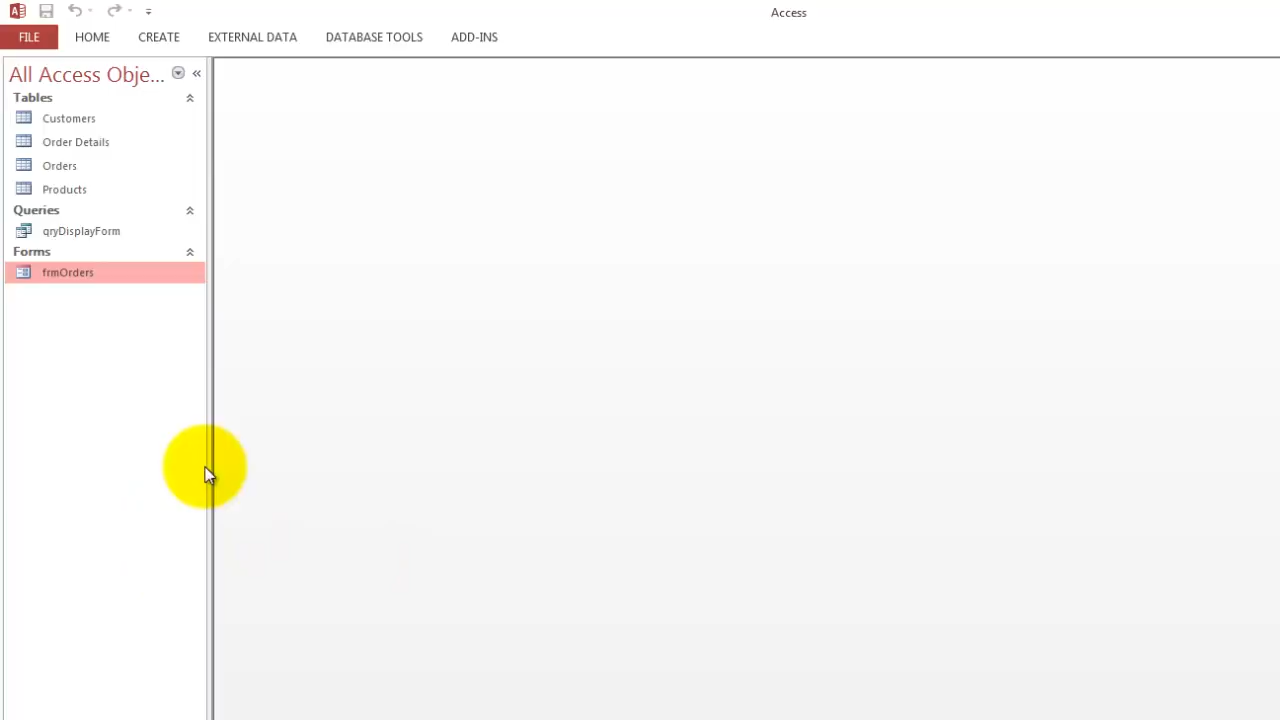 Access
FILE HOME CREATE EXTERNAL DATA DATABASE TOOLS ADD-INS
All Access Obje...
Tables
Customers
Order Details
Orders
Products
Queries
qryDisplayForm
Forms
frmOrders